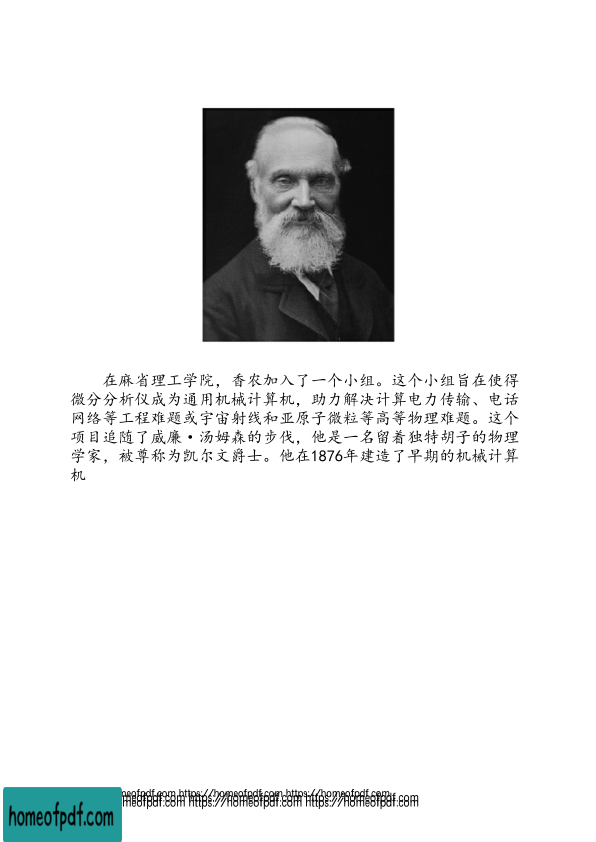 在麻省理工学院，香农加入了一个小组。这个小组旨在使得
微分分析仪成为通用机械计算机，助力解决计算电力传输、电话
网络等工程难题或宇宙射线和亚原子微粒等高等物理难题。这个
项目追随了威廉·汤姆森的步伐，他是一名留着独特胡子的物理
学家，被尊称为凯尔文爵士。他在1876年建造了早期的机械计算
机
meofpdf.com https://homeofpdf.com https://homeofpdf.com
meofpdf.com https://homeofpdf.com https://homeofpdf.com
homeofpdf.com